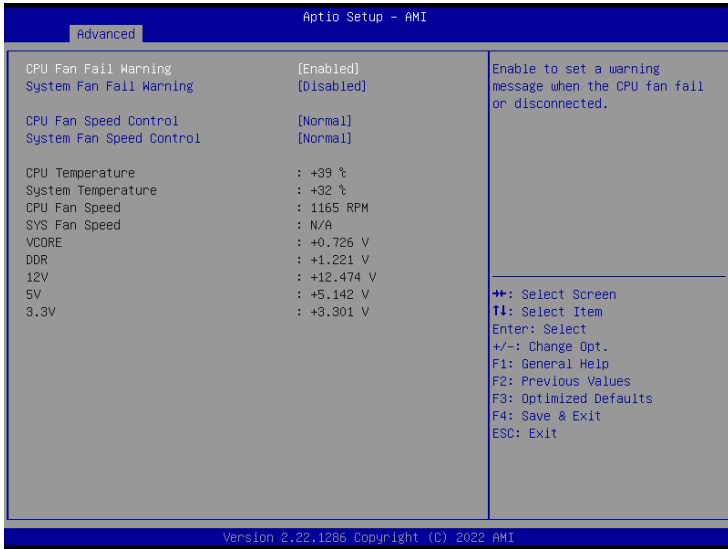 Aptio Setup - AMI
Advanced
CPU Fan Fail Warning [Enabled]
System Fan Fail Warning [Disabled]
CPU Fan Speed Control [Normal]
System Fan Speed Control [Normal]
CPU Temperature : +39 ℃
System Temperature : +32 ℃
CPU Fan Speed : 1165 RPM
SYS Fan Speed : N/A
VCORE : +0.726 V
DDR : +1.221 V
12V : +12.474 V
5V : +5.142 V
3.3V : +3.301 V
Enable to set a warning
message when the CPU fan fail
or disconnected.
→←: Select Screen
↑↓: Select Item
Enter: Select
+/-: Change Opt.
F1: General Help
F2: Previous Values
F3: Optimized Defaults
F4: Save & Exit
ESC: Exit
Version 2.22.1286 Copyright (C) 2022 AMI